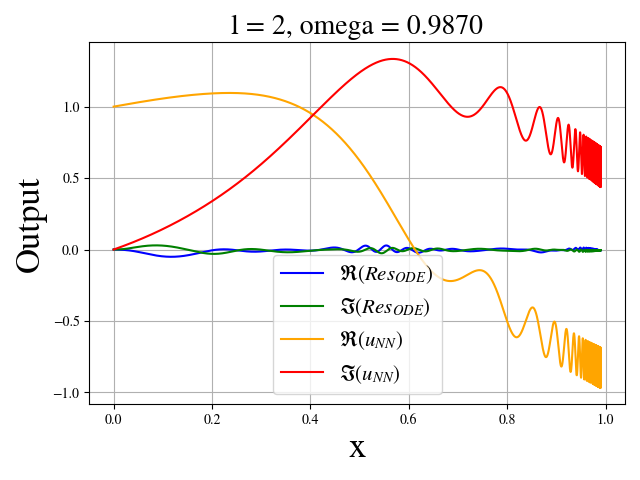 l = 2, omega = 0.9870
Output
1.0
0.5
0.0
−0.5
−1.0
ℜ(Res_ODE)
ℑ(Res_ODE)
ℜ(u_NN)
ℑ(u_NN)
0.0 0.2 0.4 0.6 0.8 1.0
x